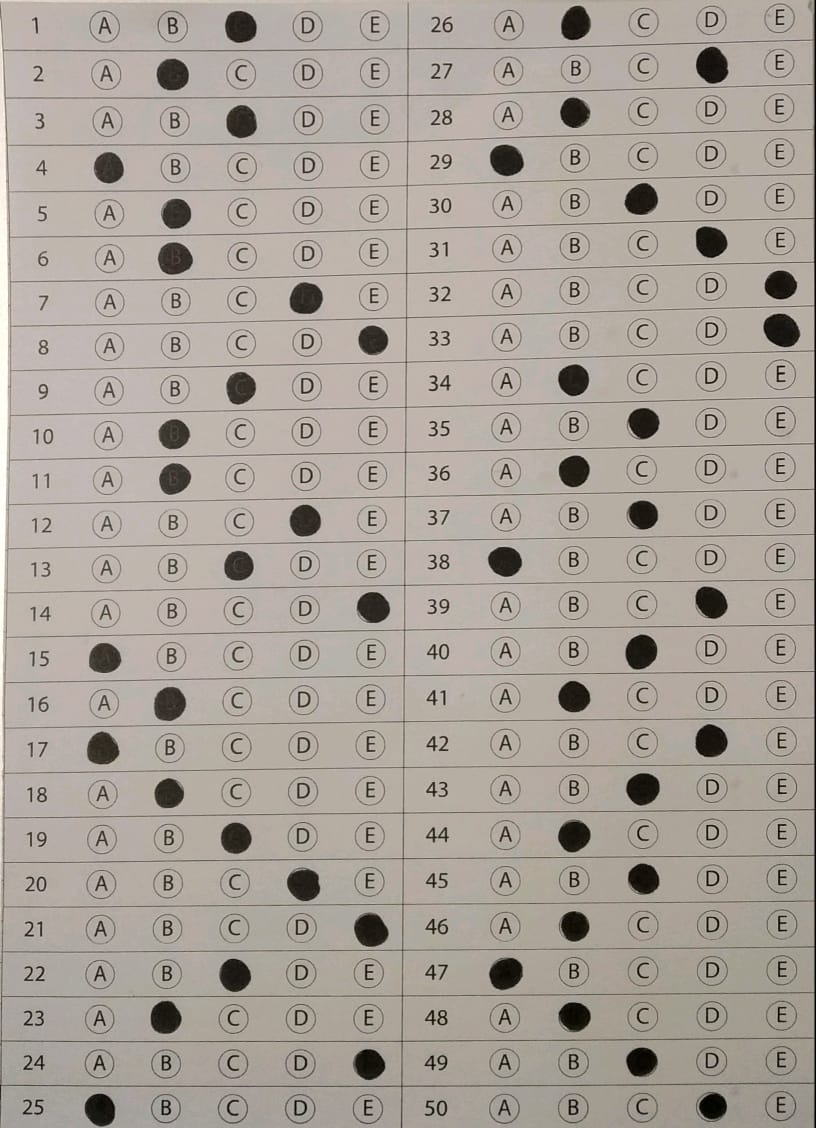 1 A B D E
2 A C D E
3 A B D E
4 B C D E
5 A C D E
6 A B C D E
7 A B C E
8 A B C D
9 A B C D E
10 A B C D E
11 A B C D E
12 A B C E
13 A B C D E
14 A B C D
15 A B C D E
16 A C D E
17 B C D E
18 A C D E
19 A B D E
20 A B C E
21 A B C D
22 A B D E
23 A C D E
24 A B C D
25 B C D E
26 A C D E
27 A B C E
28 A C D E
29 B C D E
30 A B D E
31 A B C E
32 A B C D
33 A B C D
34 A C D E
35 A B D E
36 A C D E
37 A B D E
38 B C D E
39 A B C E
40 A B D E
41 A C D E
42 A B C E
43 A B D E
44 A C D E
45 A B D E
46 A C D E
47 B C D E
48 A C D E
49 A B D E
50 A B C E